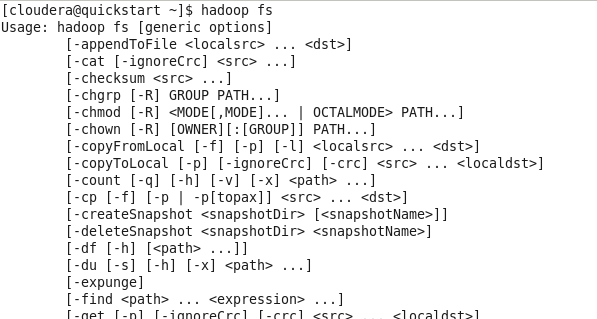 [cloudera@quickstart ~]$ hadoop fs
Usage: hadoop fs [generic options]
[-appendToFile <localsrc> ... <dst>]
[-cat [-ignoreCrc] <src> ...]
[-checksum <src> ...]
[-chgrp [-R] GROUP PATH...]
[-chmod [-R] <MODE[,MODE]... | OCTALMODE> PATH...]
[-chown [-R] [OWNER][:[GROUP]] PATH...]
[-copyFromLocal [-f] [-p] [-l] <localsrc> ... <dst>]
[-copyToLocal [-p] [-ignoreCrc] [-crc] <src> ... <localdst>]
[-count [-q] [-h] [-v] [-x] <path> ...]
[-cp [-f] [-p | -p[topax]] <src> ... <dst>]
[-createSnapshot <snapshotDir> [<snapshotName>]]
[-deleteSnapshot <snapshotDir> <snapshotName>]
[-df [-h] [<path> ...]]
[-du [-s] [-h] [-x] <path> ...]
[-expunge]
[-find <path> ... <expression> ...]
[-get [-p] [-ignoreCrc] [-crc] <src> ... <localdst>]